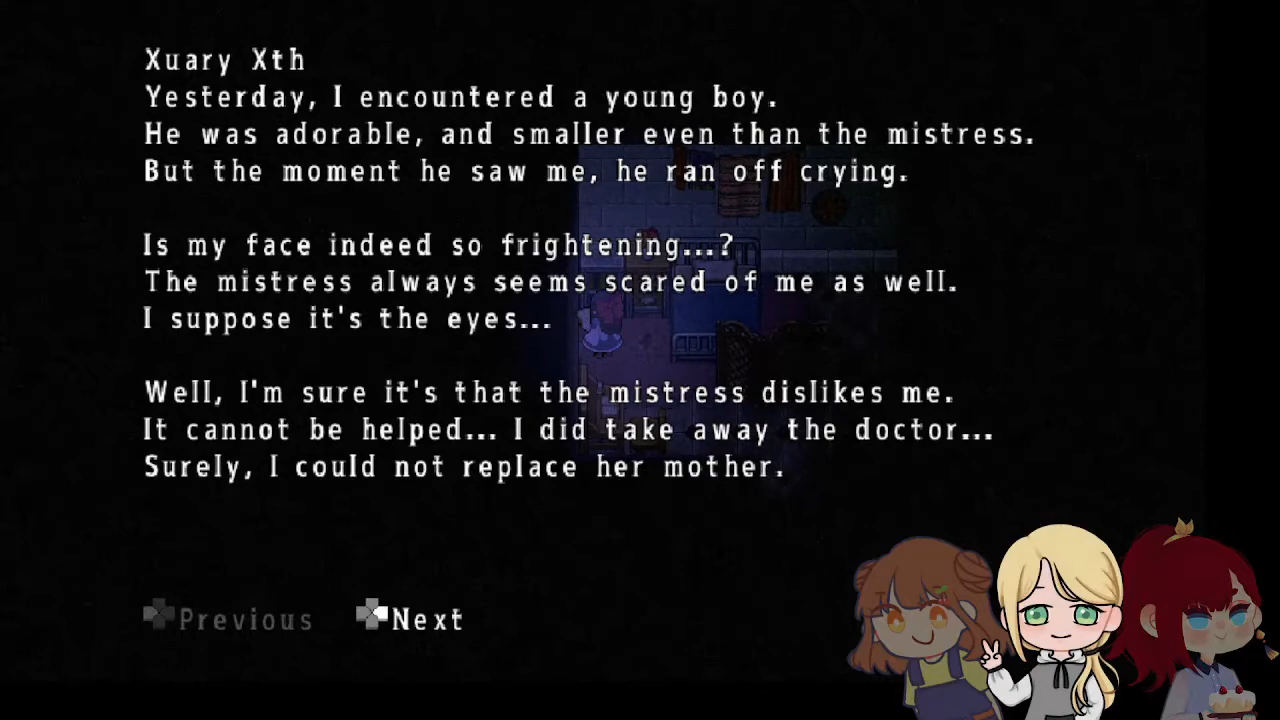 Xuary Xth
Yesterday, I encountered a young boy.
He was adorable, and smaller even than the mistress.
But the moment he saw me, he ran off crying.
Is my face indeed so frightening...?
The mistress always seems scared of me as well.
I suppose it's the eyes...
Well, I'm sure it's that the mistress dislikes me.
It cannot be helped... I did take away the doctor...
Surely, I could not replace her mother.
Previous Next